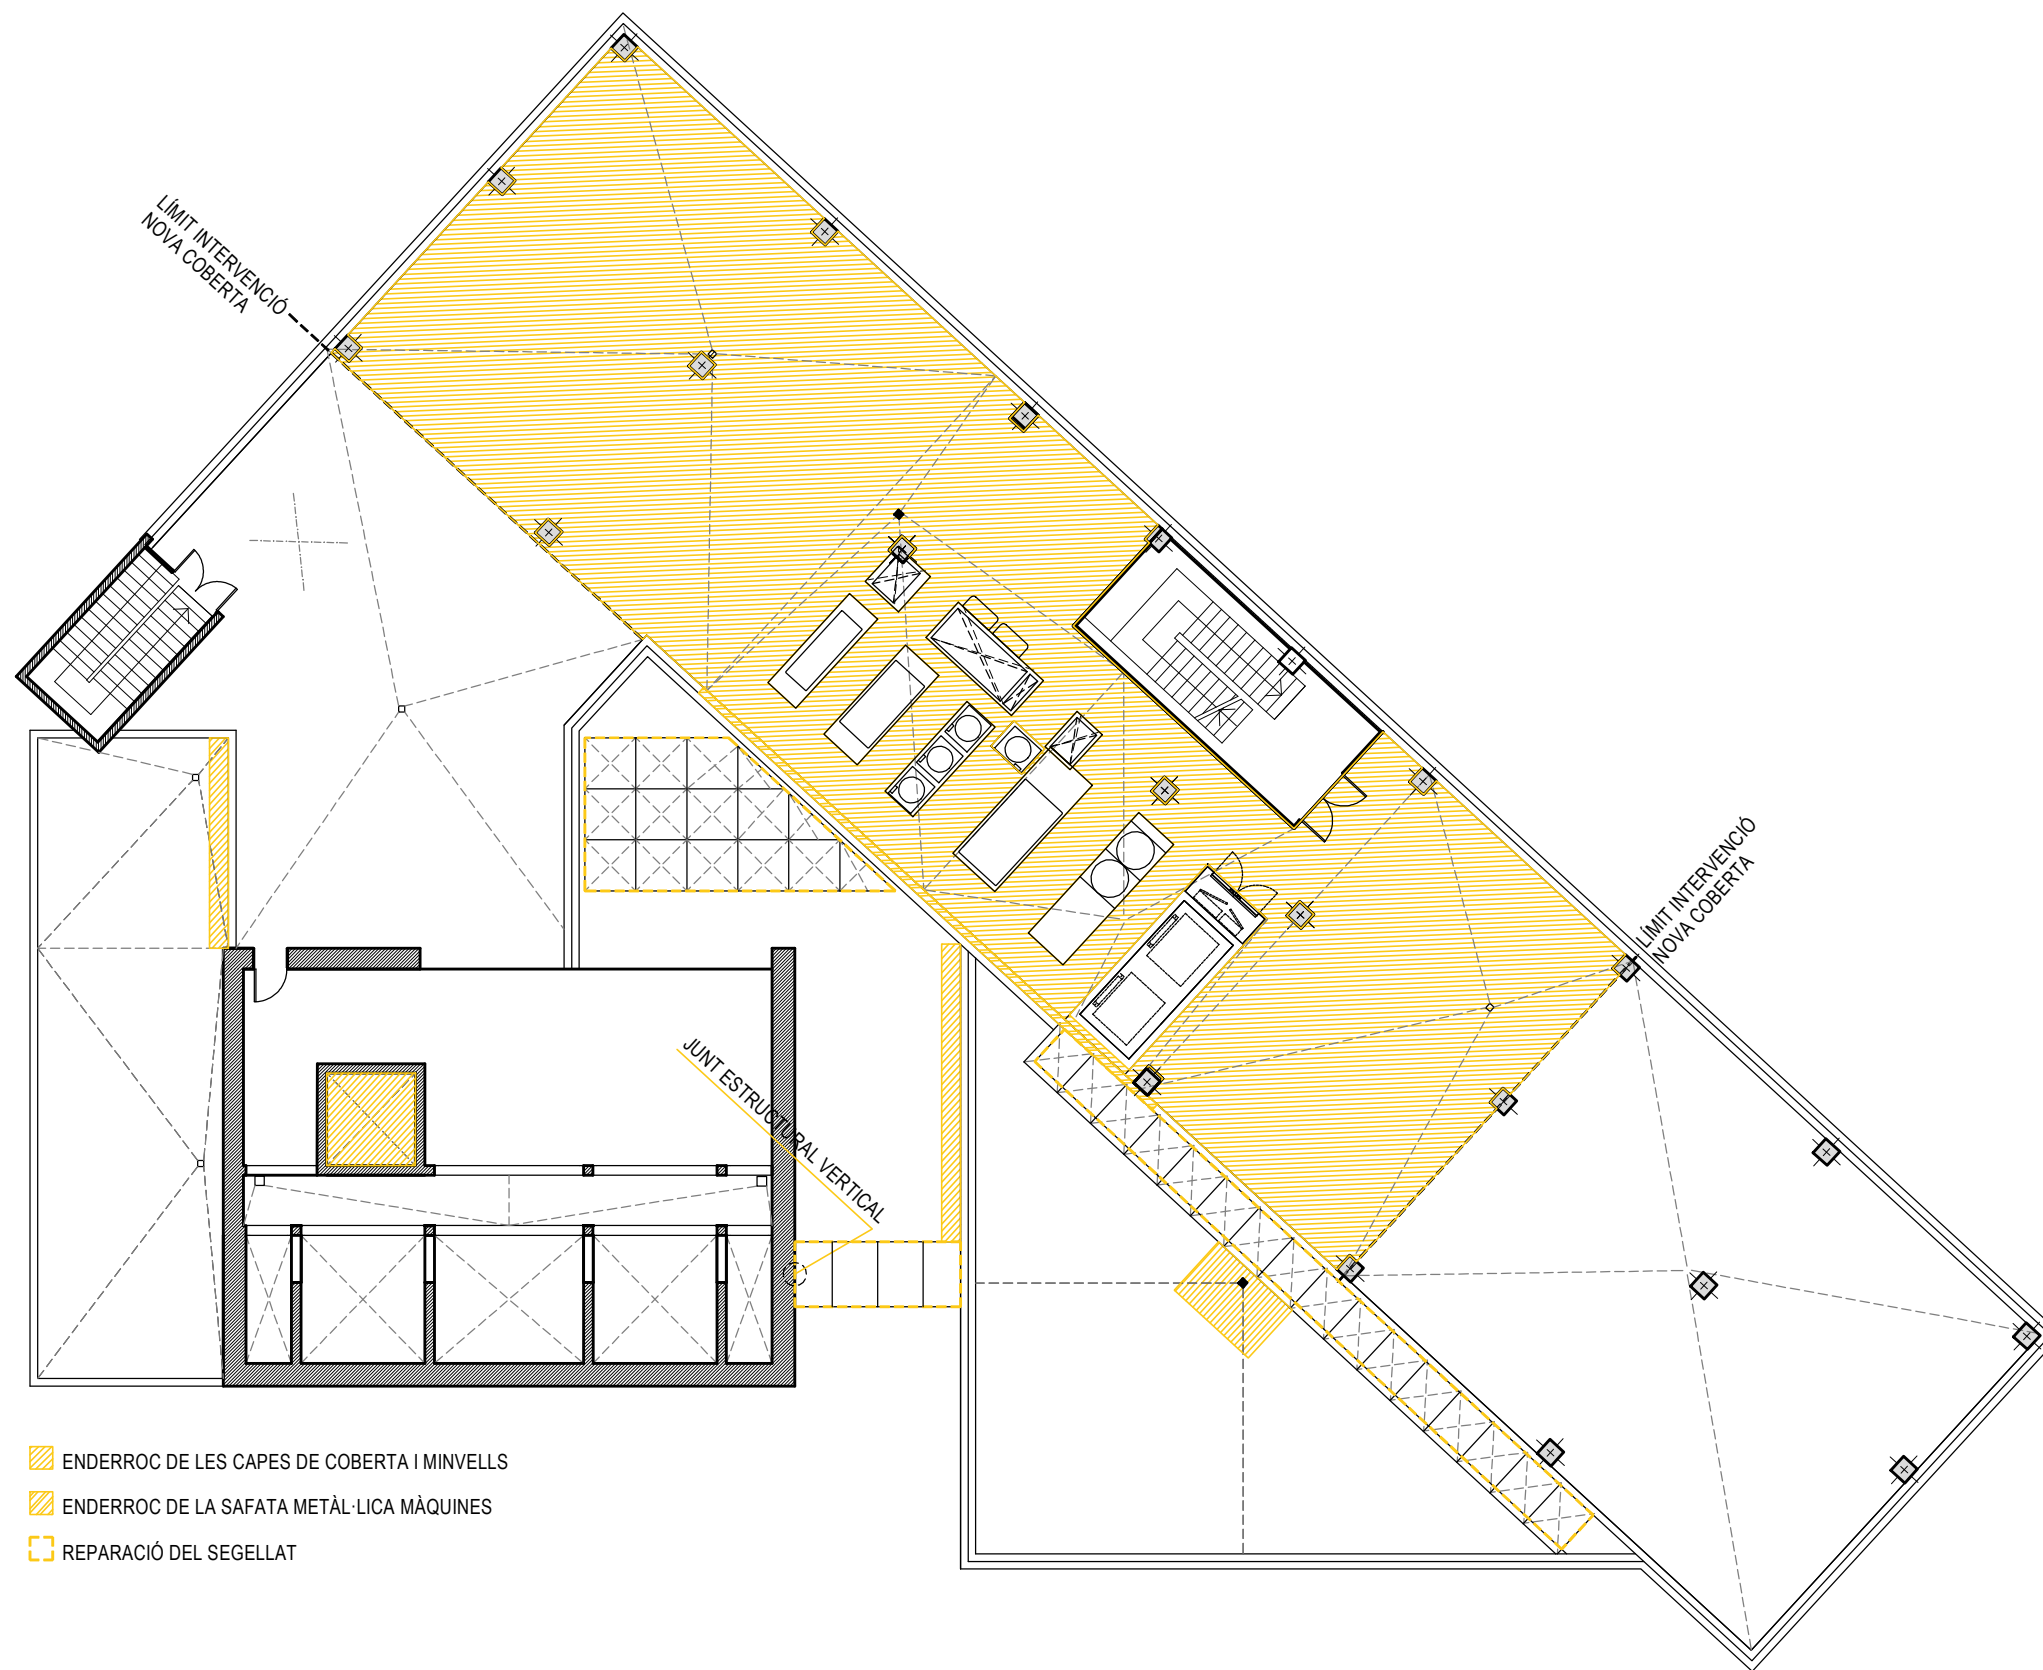 LÍMIT INTERVENCIÓ
NOVA COBERTA
LÍMIT INTERVENCIÓ
NOVA COBERTA
JUNT ESTRUCTURAL VERTICAL
ENDERROC DE LES CAPES DE COBERTA I MINVELLS
ENDERROC DE LA SAFATA METÀL·LICA MÀQUINES
REPARACIÓ DEL SEGELLAT